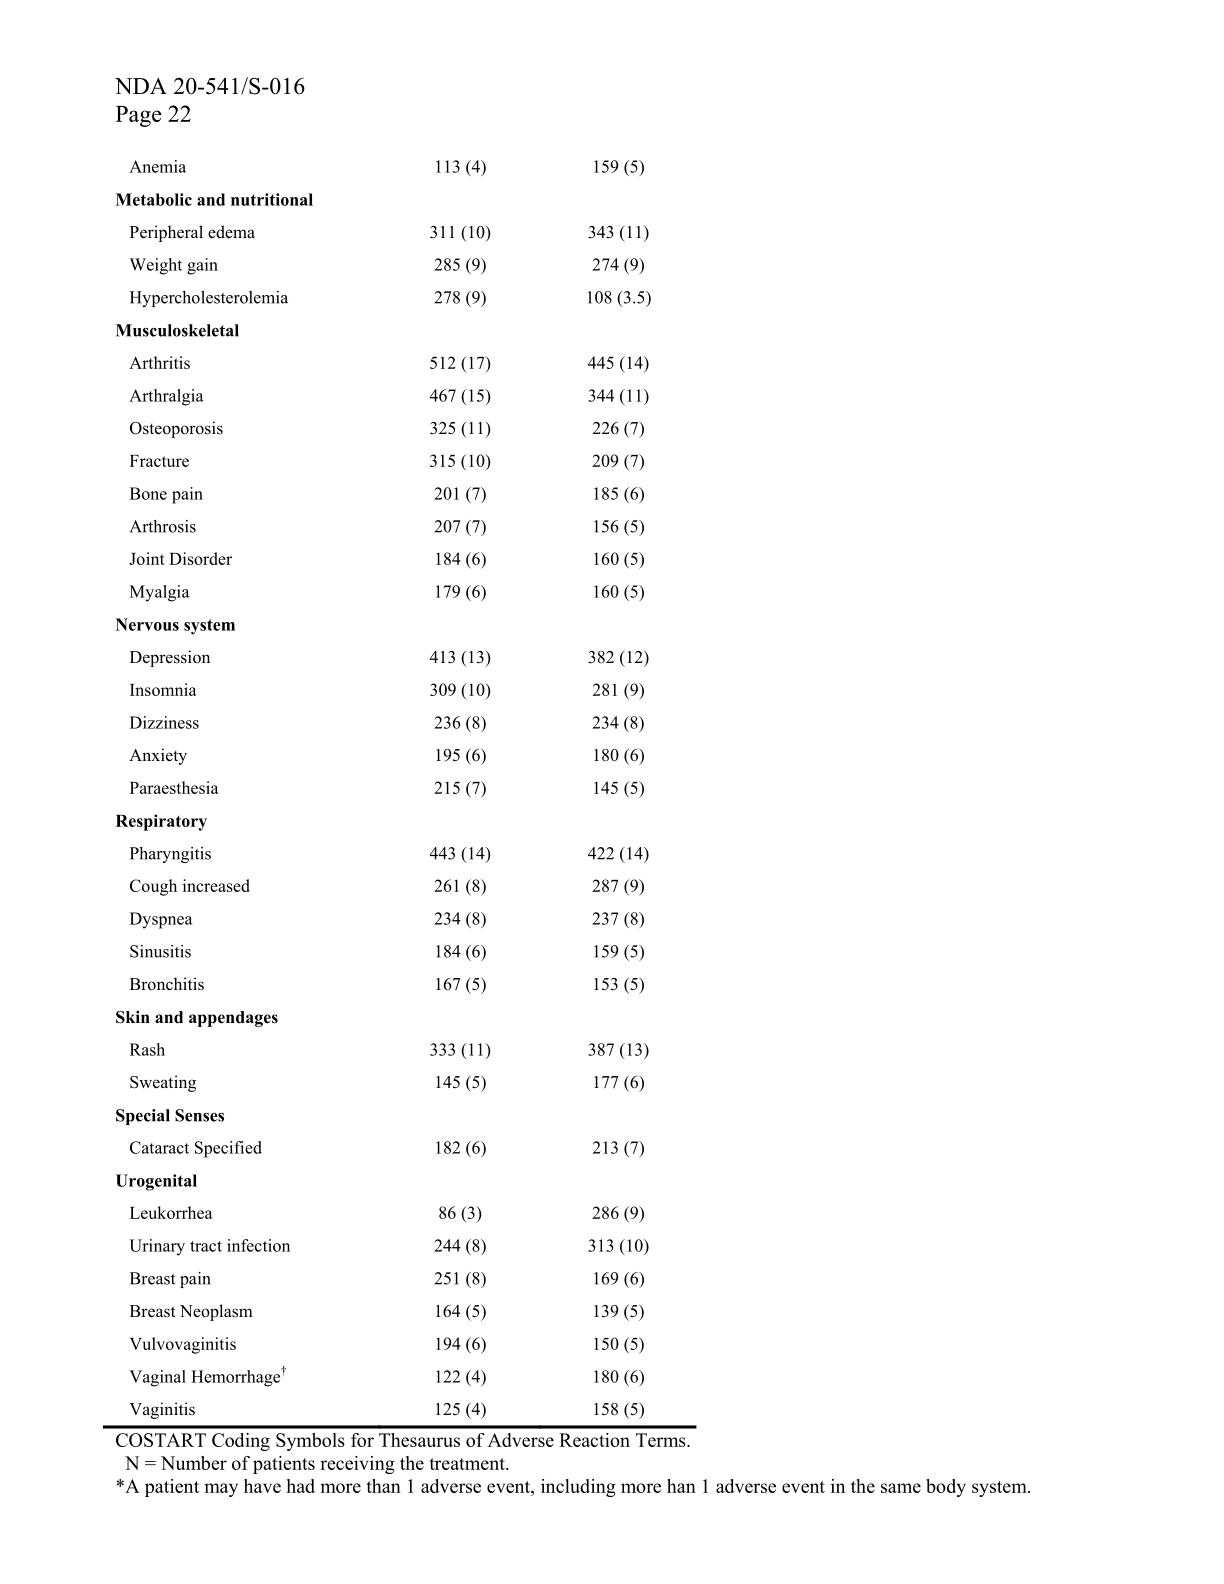 NDA 20-541/S-016
Page 22
Anemia 113 (4) 159 (5)
Metabolic and nutritional
Peripheral edema 311 (10) 343 (11)
Weight gain 285 (9) 274 (9)
Hypercholesterolemia 278 (9) 108 (3.5)
Musculoskeletal
Arthritis 512 (17) 445 (14)
Arthralgia 467 (15) 344 (11)
Osteoporosis 325 (11) 226 (7)
Fracture 315 (10) 209 (7)
Bone pain 201 (7) 185 (6)
Arthrosis 207 (7) 156 (5)
Joint Disorder 184 (6) 160 (5)
Myalgia 179 (6) 160 (5)
Nervous system
Depression 413 (13) 382 (12)
Insomnia 309 (10) 281 (9)
Dizziness 236 (8) 234 (8)
Anxiety 195 (6) 180 (6)
Paraesthesia 215 (7) 145 (5)
Respiratory
Pharyngitis 443 (14) 422 (14)
Cough increased 261 (8) 287 (9)
Dyspnea 234 (8) 237 (8)
Sinusitis 184 (6) 159 (5)
Bronchitis 167 (5) 153 (5)
Skin and appendages
Rash 333 (11) 387 (13)
Sweating 145 (5) 177 (6)
Special Senses
Cataract Specified 182 (6) 213 (7)
Urogenital
Leukorrhea 86 (3) 286 (9)
Urinary tract infection 244 (8) 313 (10)
Breast pain 251 (8) 169 (6)
Breast Neoplasm 164 (5) 139 (5)
Vulvovaginitis 194 (6) 150 (5)
Vaginal Hemorrhage† 122 (4) 180 (6)
Vaginitis 125 (4) 158 (5)
COSTART Coding Symbols for Thesaurus of Adverse Reaction Terms.
N = Number of patients receiving the treatment.
*A patient may have had more than 1 adverse event, including more han 1 adverse event in the same body system.